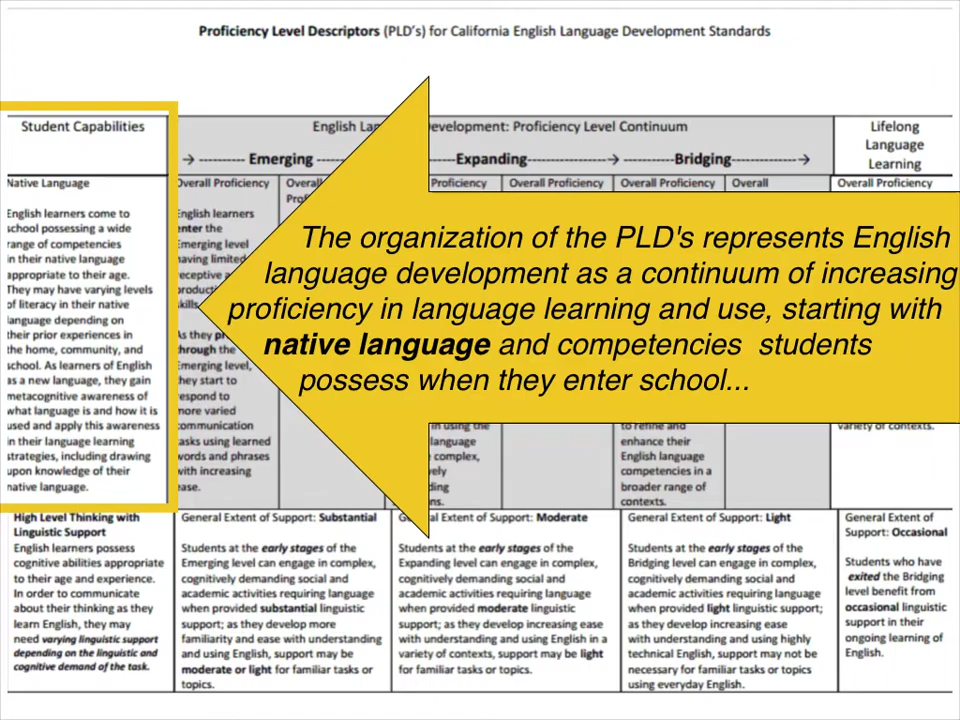 Proficiency Level Descriptors (PLD's) for California English Language Development Standards
Student Capabilities
English Development: Proficiency Level Continuum
Lifelong
Language
Learning
→ ---------- Emerging -----
-Expanding----------------→ ---------- Bridging------------→
Native Language
English learners come to
school possessing a wide
range of competencies
in their native language
appropriate to their age.
They may have varying levels
of literacy in their native
language depending on
their prior experiences in
the home, community, and
school. As learners of English
as a new language, they gain
metacognitive awareness of
what language is and how it is
used and apply this awareness
in their language learning
strategies, including drawing
upon knowledge of their
native language.
Overall Proficiency
English learners
enter the
Emerging level
having limited
receptive
skills
As they
through the
Emerging level,
they start to
respond to
more varied
communication
tasks using learned
words and phrases
with increasing
ease.
Proficiency
in using the
language
complex,
Overall Proficiency
Overall Proficiency
to refine and
enhance their
English language
competencies in a
broader range of
contexts.
Overall
Overall Proficiency
variety of contexts.
The organization of the PLD's represents English
language development as a continuum of increasing
proficiency in language learning and use, starting with
native language and competencies students
possess when they enter school...
High Level Thinking with
Linguistic Support
English learners possess
cognitive abilities appropriate
to their age and experience.
In order to communicate
about their thinking as they
learn English, they may
need varying linguistic support
depending on the linguistic and
cognitive demand of the task.
General Extent of Support: Substantial
Students at the early stages of the
Emerging level can engage in complex,
cognitively demanding social and
academic activities requiring language
when provided substantial linguistic
support; as they develop more
familiarity and ease with understanding
and using English, support may be
moderate or light for familiar tasks or
topics.
General Extent of Support: Moderate
Students at the early stages of the
Expanding level can engage in complex,
cognitively demanding social and
academic activities requiring language
when provided moderate linguistic
support; as they develop increasing ease
with understanding and using English in a
variety of contexts, support may be light
for familiar tasks or topics.
General Extent of Support: Light
Students at the early stages of the
Bridging level can engage in complex,
cognitively demanding social and
academic activities requiring language
when provided light linguistic support;
as they develop increasing ease
with understanding and using highly
technical English, support may not be
necessary for familiar tasks or topics
using everyday English.
General Extent of
Support: Occasional
Students who have
exited the Bridging
level benefit from
occasional linguistic
support in their
ongoing learning of
English.